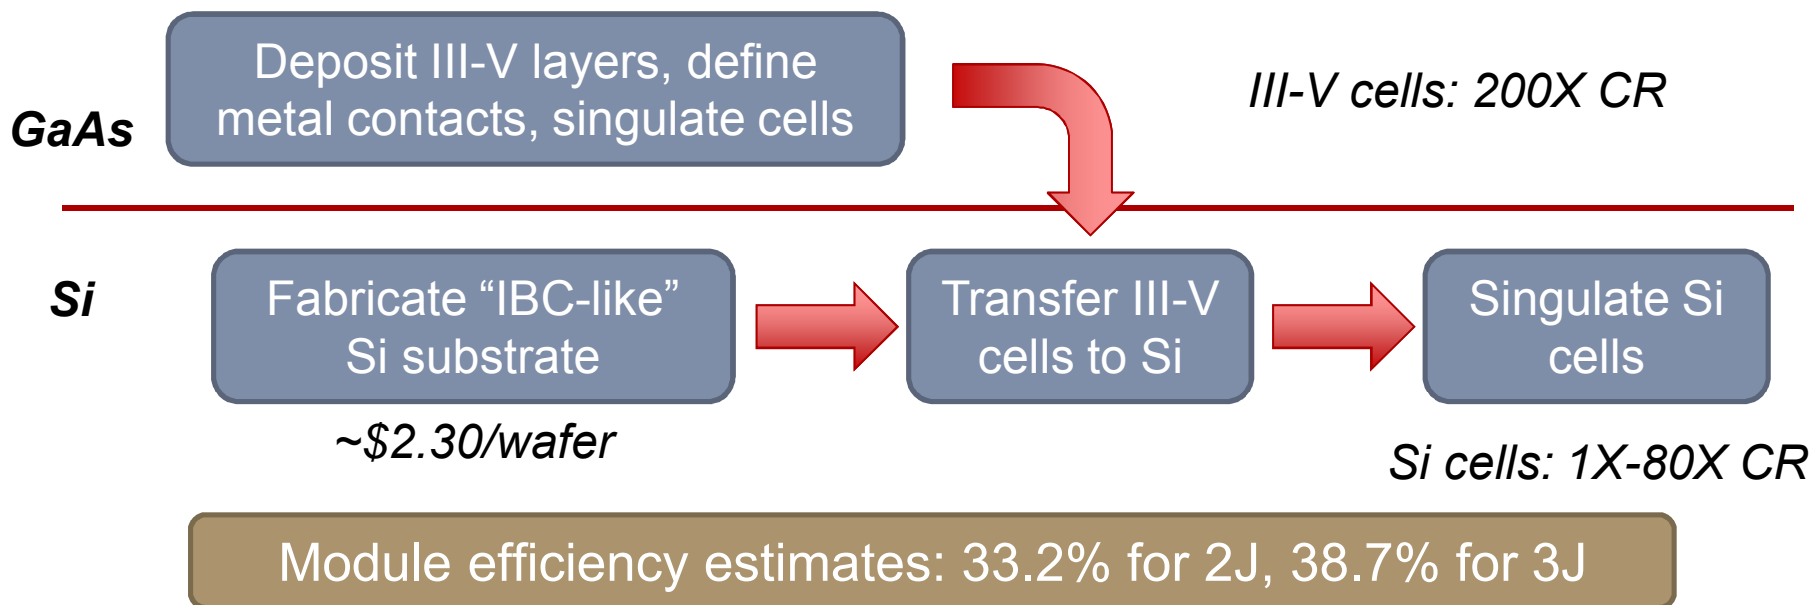 GaAs
Deposit III-V layers, define
metal contacts, singulate cells
III-V cells: 200X CR
Si
Fabricate “IBC-like”
Si substrate
~$2.30/wafer
Transfer III-V
cells to Si
Singulate Si
cells
Si cells: 1X-80X CR
Module efficiency estimates: 33.2% for 2J, 38.7% for 3J